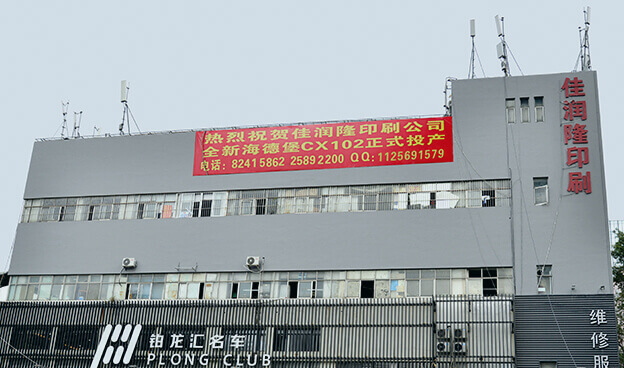 热烈祝贺佳润隆印刷公司
全新海德堡CX102正式投产
电话: 82415862 25892200 QQ:1125691579
佳润隆印刷
铂龙汇名车
PLONG CLUB
维修服